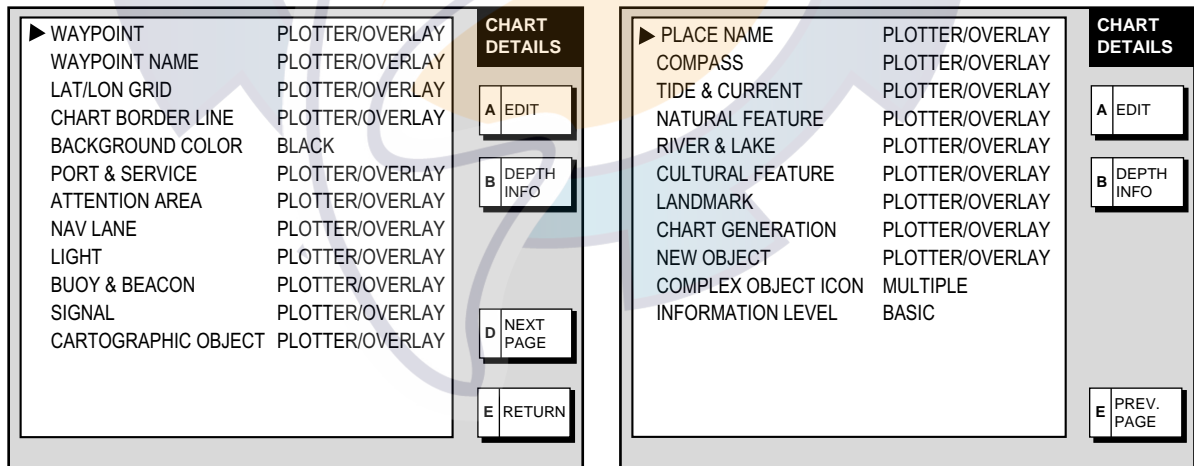 WAYPOINT PLOTTER/OVERLAY
WAYPOINT NAME PLOTTER/OVERLAY
LAT/LON GRID PLOTTER/OVERLAY
CHART BORDER LINE PLOTTER/OVERLAY
BACKGROUND COLOR BLACK
PORT & SERVICE PLOTTER/OVERLAY
ATTENTION AREA PLOTTER/OVERLAY
NAV LANE PLOTTER/OVERLAY
LIGHT PLOTTER/OVERLAY
BUOY & BEACON PLOTTER/OVERLAY
SIGNAL PLOTTER/OVERLAY
CARTOGRAPHIC OBJECT PLOTTER/OVERLAY
CHART
DETAILS
A EDIT
B DEPTH
INFO
D NEXT
PAGE
E RETURN
PLACE NAME PLOTTER/OVERLAY
COMPASS PLOTTER/OVERLAY
TIDE & CURRENT PLOTTER/OVERLAY
NATURAL FEATURE PLOTTER/OVERLAY
RIVER & LAKE PLOTTER/OVERLAY
CULTURAL FEATURE PLOTTER/OVERLAY
LANDMARK PLOTTER/OVERLAY
CHART GENERATION PLOTTER/OVERLAY
NEW OBJECT PLOTTER/OVERLAY
COMPLEX OBJECT ICON MULTIPLE
INFORMATION LEVEL BASIC
CHART
DETAILS
A EDIT
B DEPTH
INFO
E PREV.
PAGE